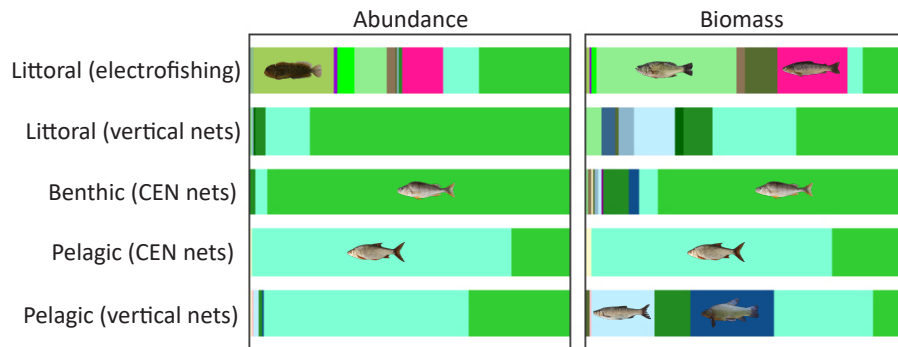 Abundance
Biomass
Littoral (electrofishing)
Littoral (vertical nets)
Benthic (CEN nets)
Pelagic (CEN nets)
Pelagic (vertical nets)